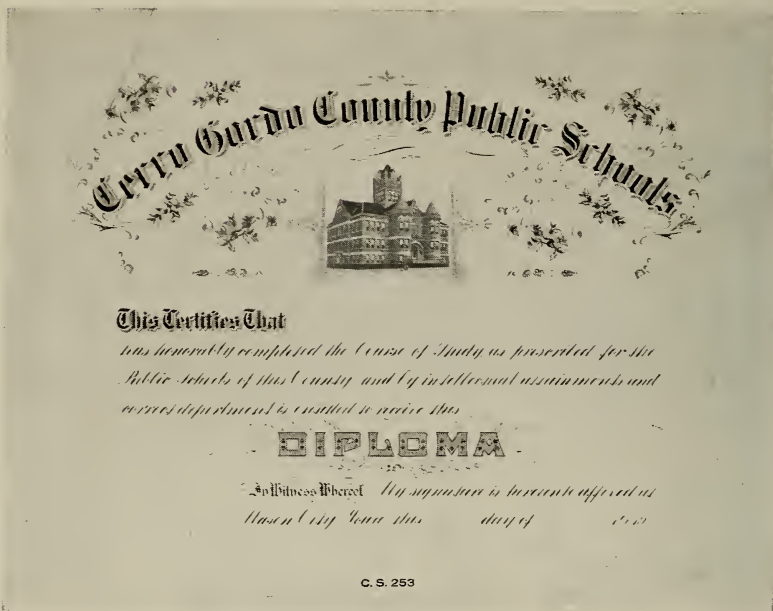 Cerro Gordo County Public Schools
This Certifies That
has honorably completed the Course of Study as prescribed for the
Public Schools of this County and by intellectual attainments and
correct deportment is entitled to receive this
DIPLOMA
In Witness Whereof My signature is hereunto affixed at
Mason City Iowa this day of
C. S. 253